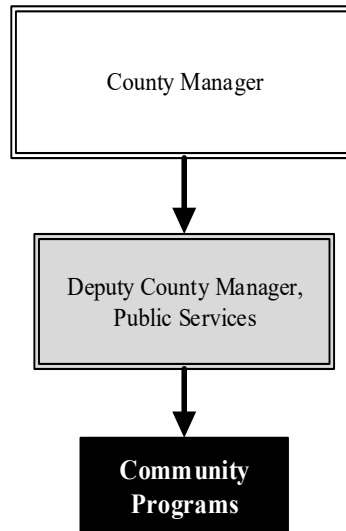 County Manager
Deputy County Manager,
Public Services
Community
Programs